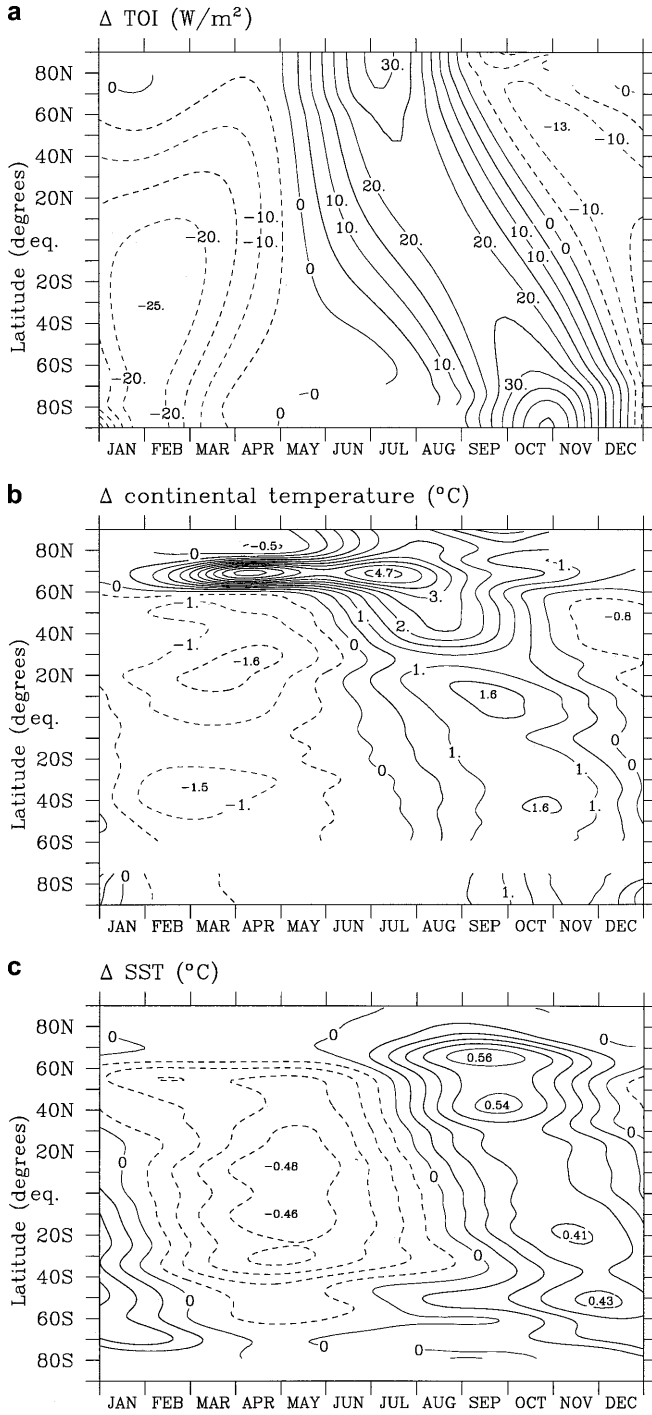 a
Δ TOI (W/m²)
80N
60N
40N
20N
eq.
20S
40S
60S
80S
Latitude (degrees)
0
30.
0
-13.
-10.
20.
-10.
-10.
-20.
-10.
0
10.
10.
20.
20.
20.
10.
10.
0
0
-10.
0
-25.
20.
-20.
-20.
10.
30.
-0
0
JAN FEB MAR APR MAY JUN JUL AUG SEP OCT NOV DEC
b
Δ continental temperature (°C)
80N
60N
40N
20N
eq.
20S
40S
60S
80S
Latitude (degrees)
-0.5
0
1.
4.7
0
3.
-1.
1.
2.
-0.8
-1.
-1.6
0
1.
1.6
0
0
1.
1.
-1.5
-1.
1.6
1.
0
1.
JAN FEB MAR APR MAY JUN JUL AUG SEP OCT NOV DEC
c
Δ SST (°C)
80N
60N
40N
20N
eq.
20S
40S
60S
80S
Latitude (degrees)
0
0
0
0.56
0.54
0
0
-0.48
0
-0.46
0.41
0
0
0.43
0
0
JAN FEB MAR APR MAY JUN JUL AUG SEP OCT NOV DEC